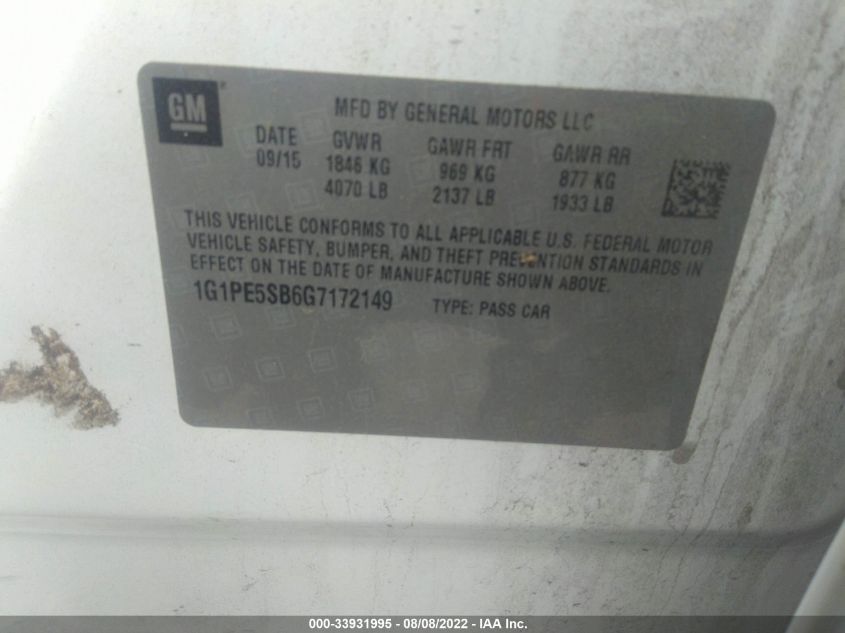 GM
MFD BY GENERAL MOTORS LLC
DATE GVWR GAWR FRT GAWR RR
09/15 1846 KG 969 KG 877 KG
4070 LB 2137 LB 1933 LB
THIS VEHICLE CONFORMS TO ALL APPLICABLE U.S. FEDERAL MOTOR
VEHICLE SAFETY, BUMPER, AND THEFT PREVENTION STANDARDS IN
EFFECT ON THE DATE OF MANUFACTURE SHOWN ABOVE.
1G1PE5SB6G7172149 TYPE: PASS CAR
000-33931995 - 08/08/2022 - IAA Inc.